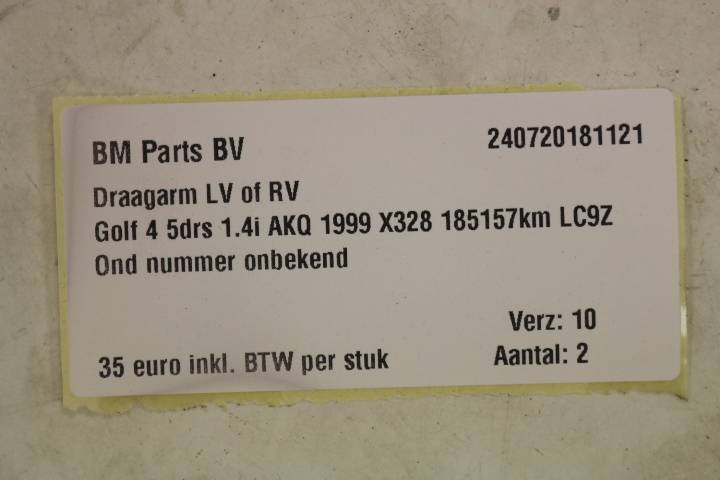 BM Parts BV
240720181121
Draagarm LV of RV
Golf 4 5drs 1.4i AKQ 1999 X328 185157km LC9Z
Ond nummer onbekend
Verz: 10
35 euro inkl. BTW per stuk
Aantal: 2